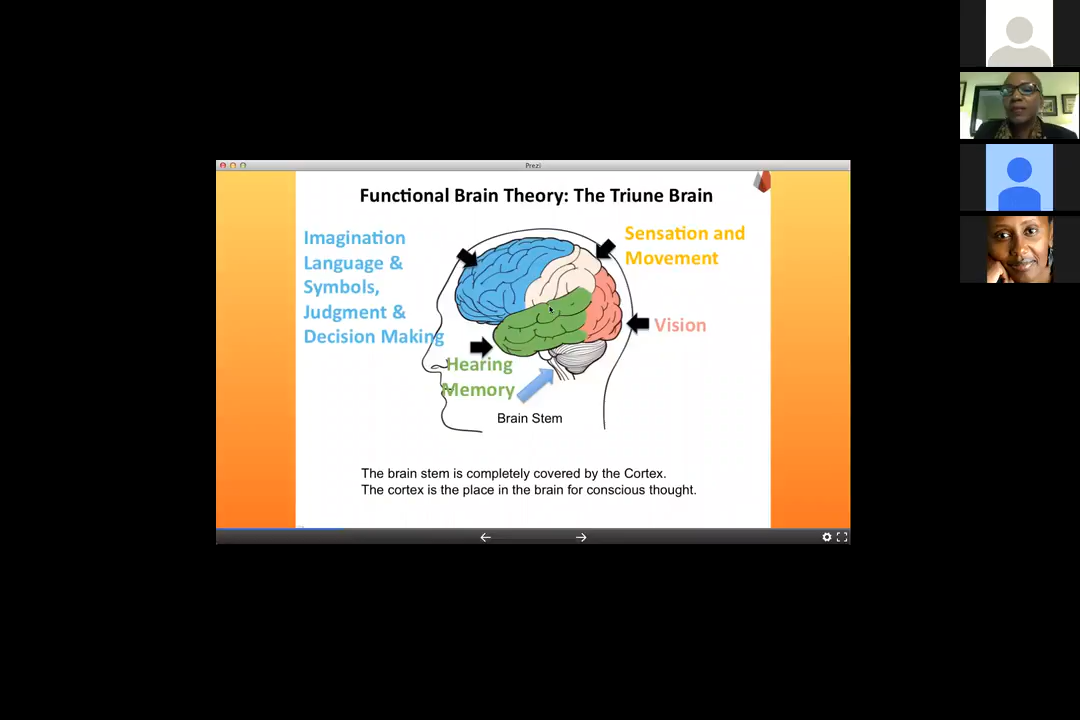 Prezi
Functional Brain Theory: The Triune Brain
Imagination
Language &
Symbols,
Judgment &
Decision Making
Sensation and
Movement
Vision
Hearing
Memory
Brain Stem
The brain stem is completely covered by the Cortex.
The cortex is the place in the brain for conscious thought.